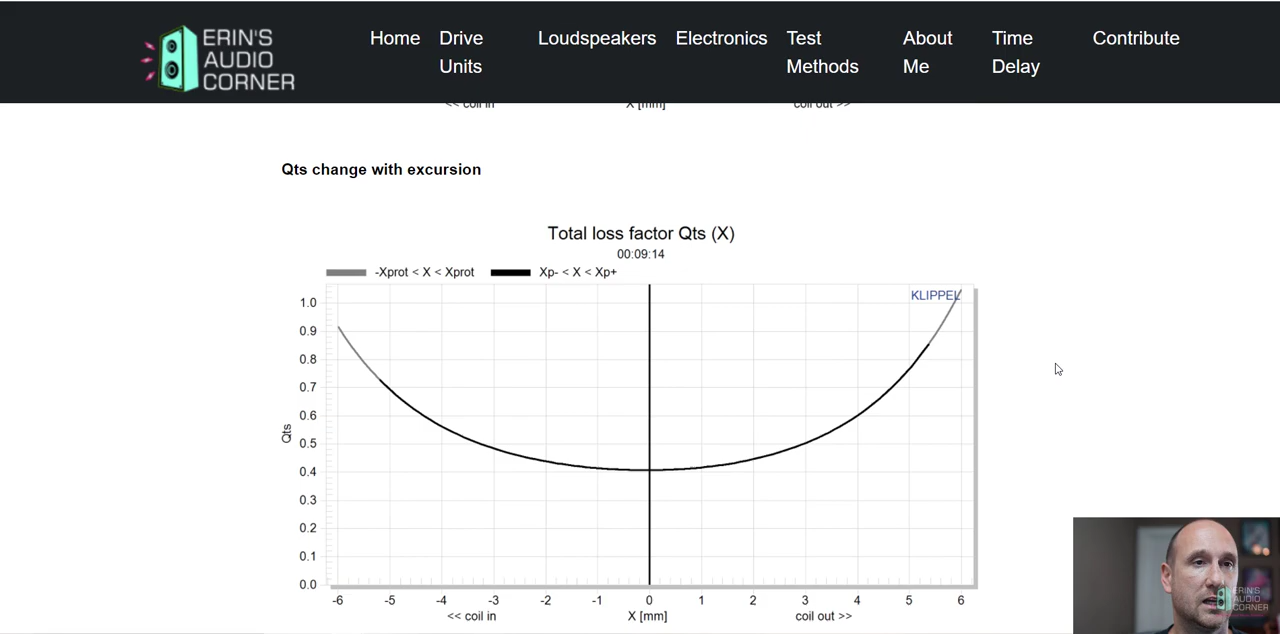 ERIN'S
AUDIO
CORNER
Home
Drive
Units
Loudspeakers
Electronics
Test
Methods
About
Me
Time
Delay
Contribute
<< coil in
X [mm]
coil out >>
Qts change with excursion
Total loss factor Qts (X)
00:09:14
-Xprot < X < Xprot
Xp- < X < Xp+
KLIPPEL
1.0
0.9
0.8
0.7
0.6
0.5
0.4
0.3
0.2
0.1
0.0
Qts
-6 -5 -4 -3 -2 -1 0 1 2 3 4 5 6
<< coil in
X [mm]
coil out >>
ERIN'S
AUDIO
CORNER